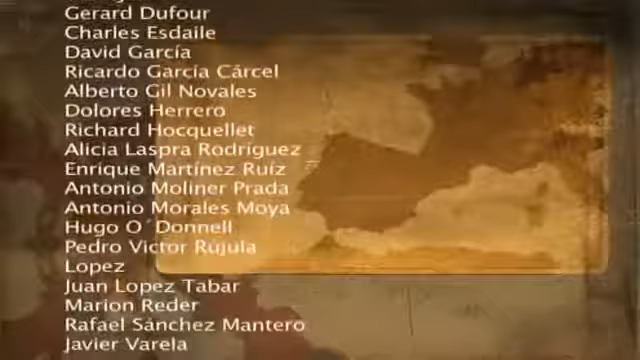 Gerard Dufour
Charles Esdaile
David García
Ricardo García Cárcel
Alberto Gil Novales
Dolores Herrero
Richard Hocquellet
Alicia Laspra Rodríguez
Enrique Martínez Ruíz
Antonio Moliner Prada
Antonio Morales Moya
Hugo O´Donnell
Pedro Victor Rújula
Lopez
Juan Lopez Tabar
Marion Reder
Rafael Sánchez Mantero
Javier Varela